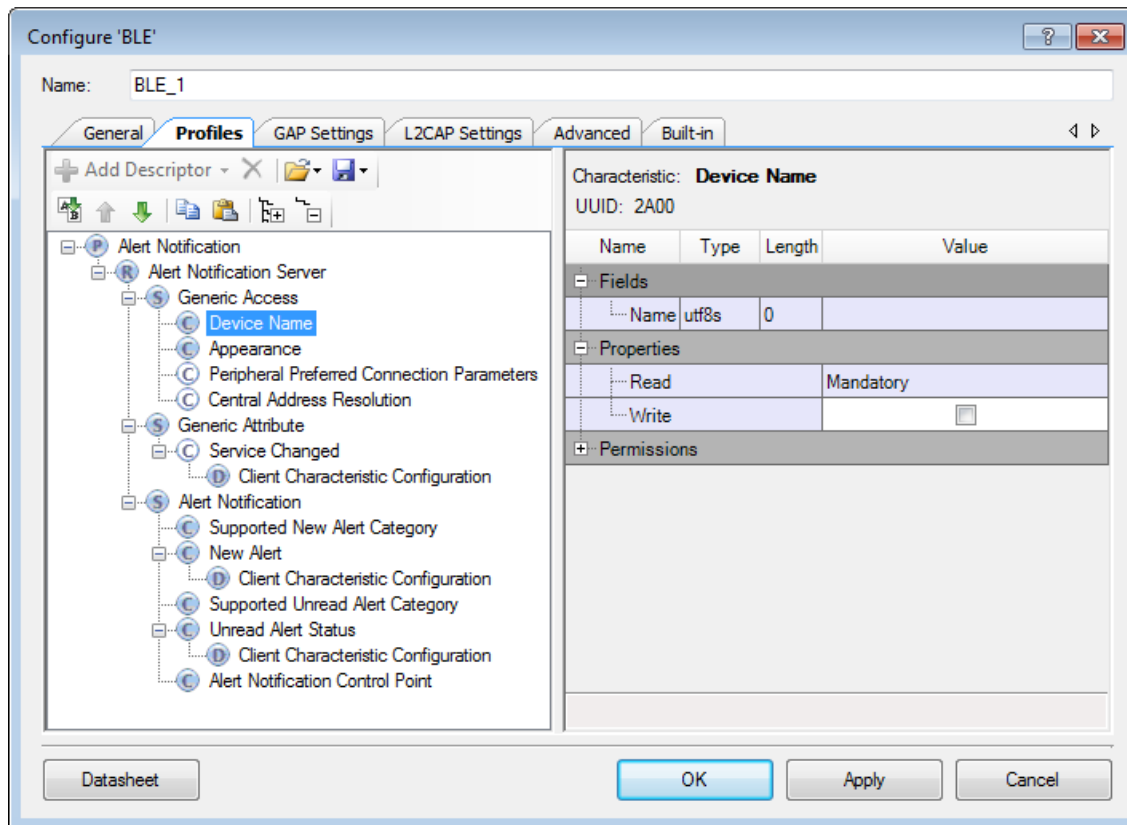 Configure 'BLE'
Name: BLE_1
General Profiles GAP Settings L2CAP Settings Advanced Built-in
Add Descriptor
Characteristic: Device Name
UUID: 2A00
Name Type Length Value
Fields
Name utf8s 0
Properties
Read Mandatory
Write
Permissions
P Alert Notification
R Alert Notification Server
S Generic Access
C Device Name
C Appearance
C Peripheral Preferred Connection Parameters
C Central Address Resolution
S Generic Attribute
C Service Changed
D Client Characteristic Configuration
S Alert Notification
C Supported New Alert Category
C New Alert
D Client Characteristic Configuration
C Supported Unread Alert Category
C Unread Alert Status
D Client Characteristic Configuration
C Alert Notification Control Point
Datasheet OK Apply Cancel